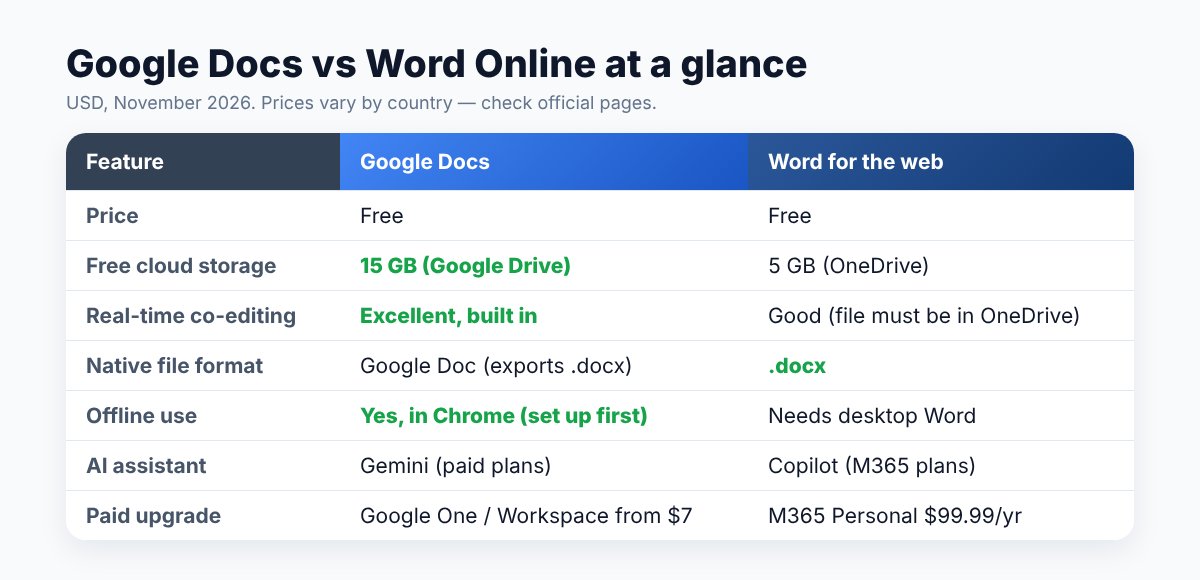 Google Docs vs Word Online at a glance
USD, November 2026. Prices vary by country — check official pages.
Feature Google Docs Word for the web
Price Free Free
Free cloud storage 15 GB (Google Drive) 5 GB (OneDrive)
Real-time co-editing Excellent, built in Good (file must be in OneDrive)
Native file format Google Doc (exports .docx) .docx
Offline use Yes, in Chrome (set up first) Needs desktop Word
AI assistant Gemini (paid plans) Copilot (M365 plans)
Paid upgrade Google One / Workspace from $7 M365 Personal $99.99/yr